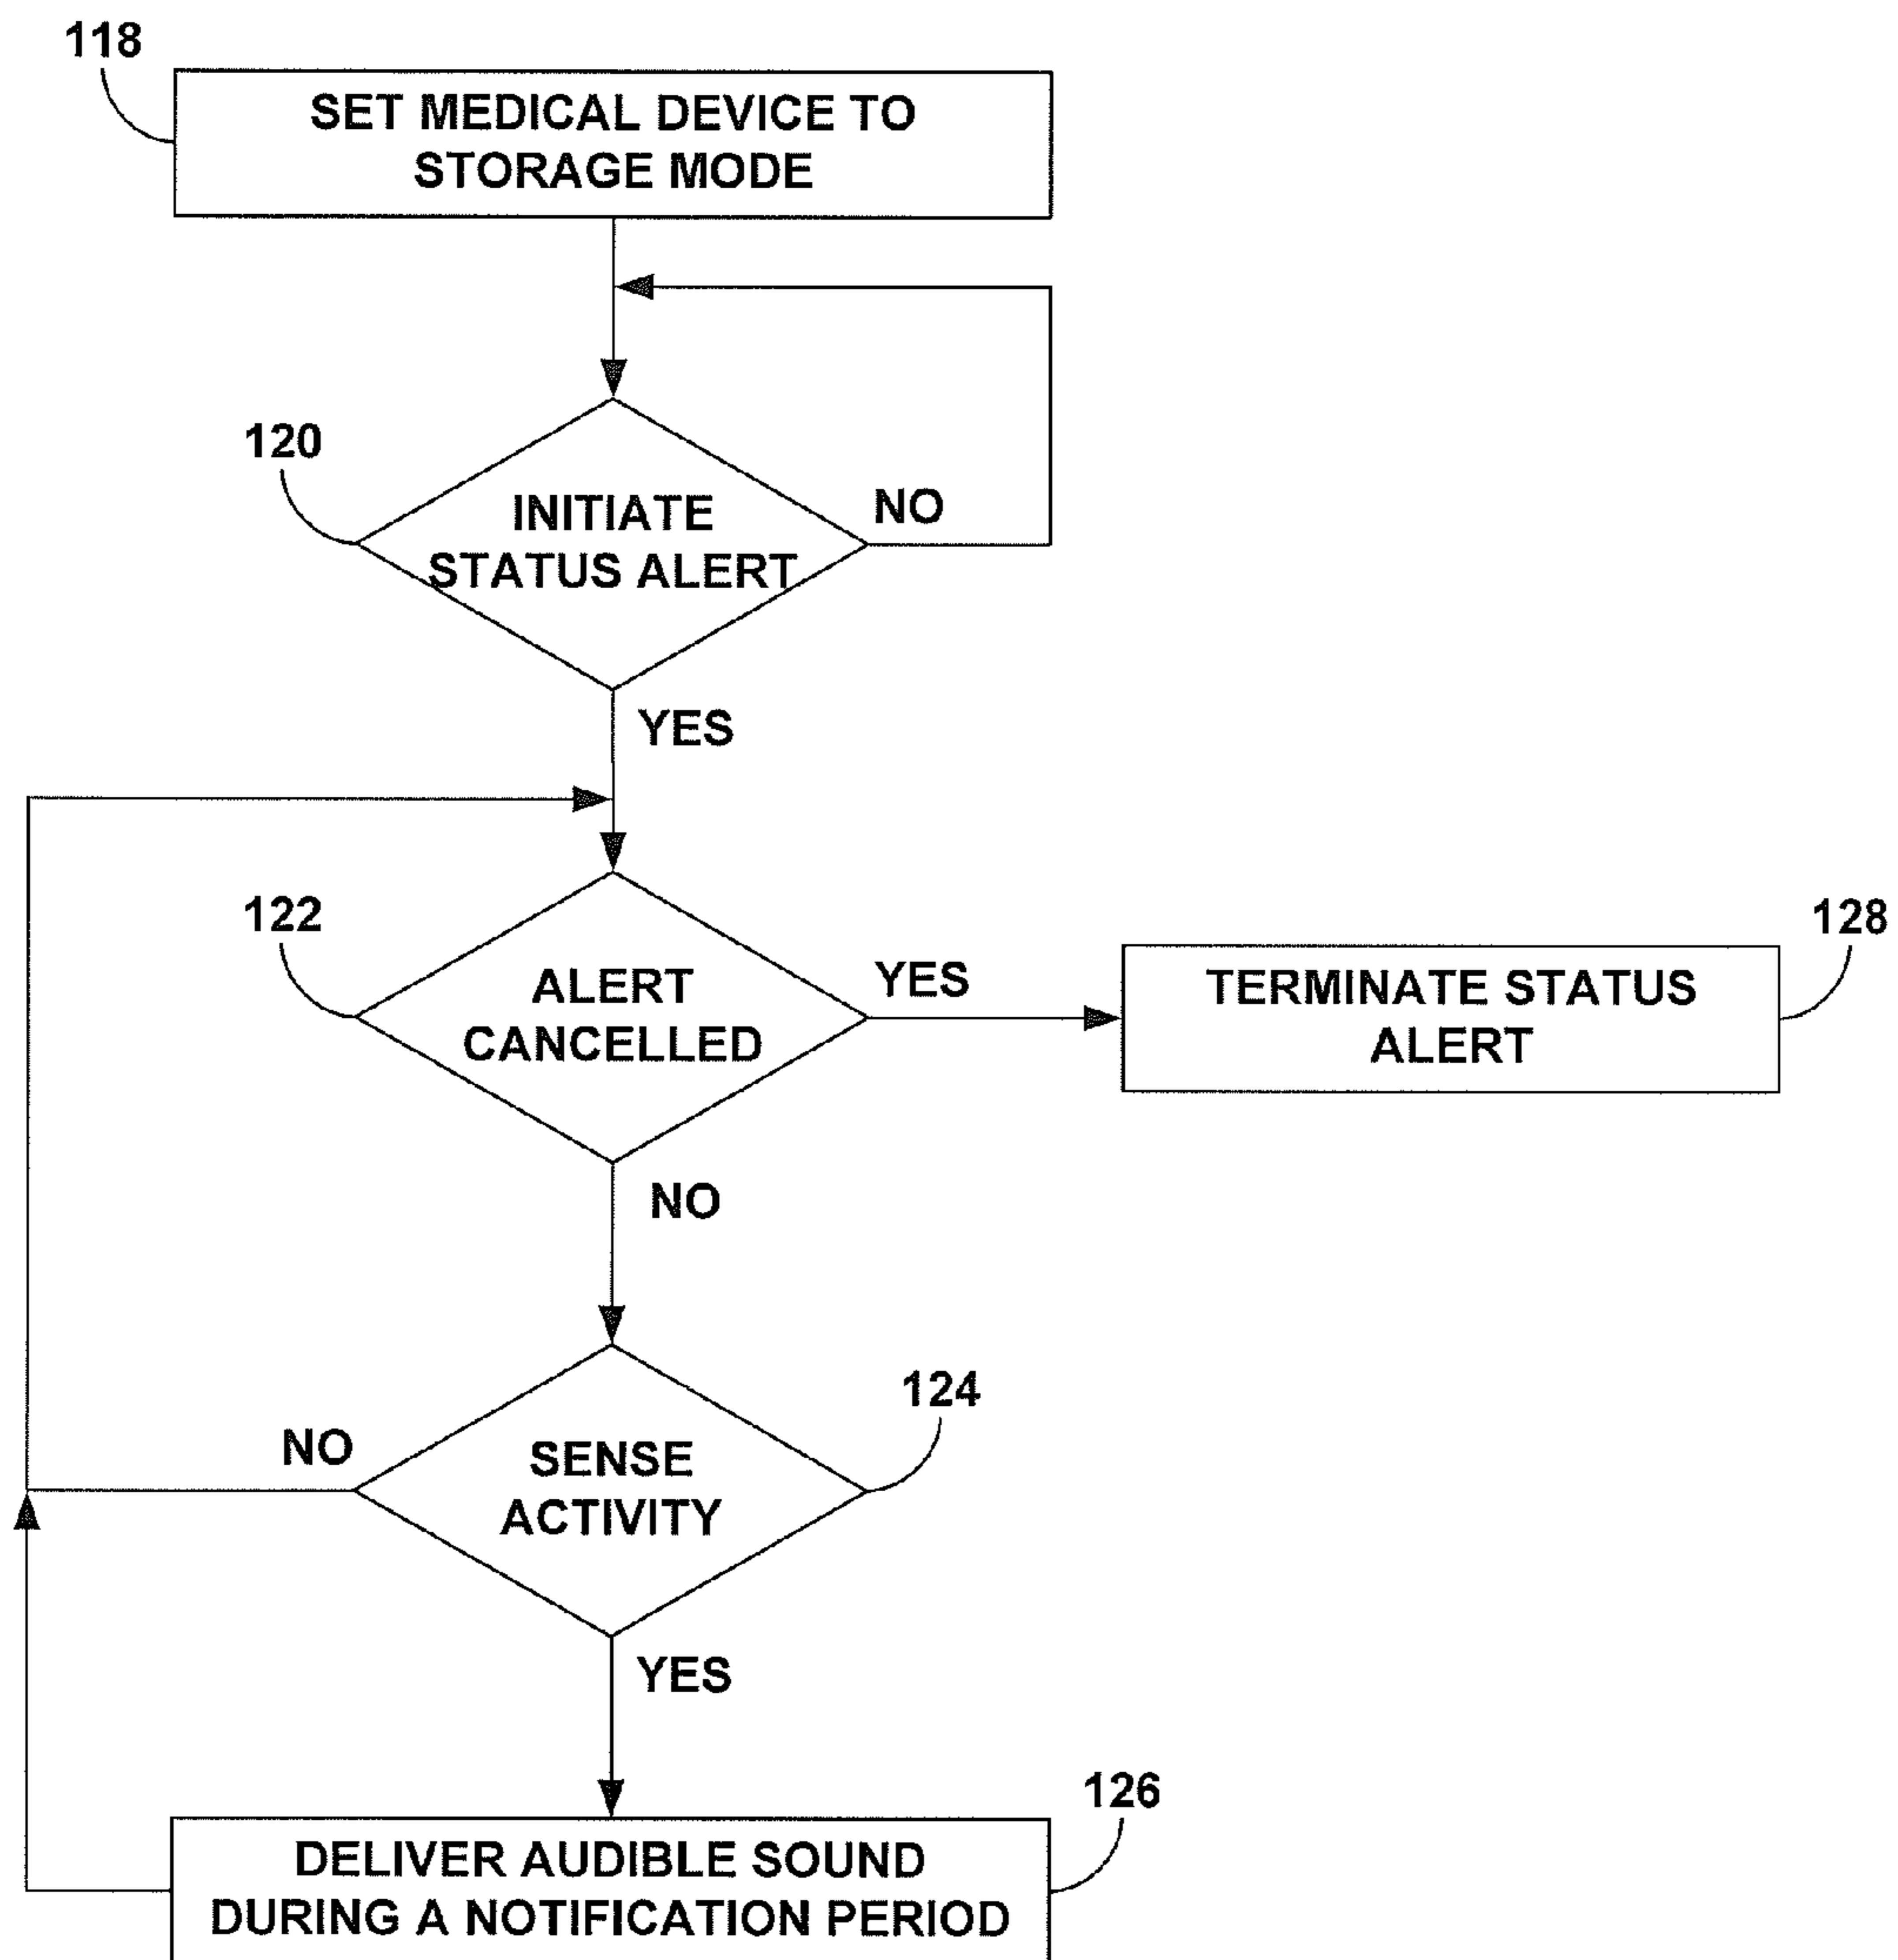 118
SET MEDICAL DEVICE TO
STORAGE MODE
120
INITIATE
STATUS ALERT
NO
YES
122
ALERT
CANCELLED
YES
128
TERMINATE STATUS
ALERT
NO
124
SENSE
ACTIVITY
NO
YES
126
DELIVER AUDIBLE SOUND
DURING A NOTIFICATION PERIOD